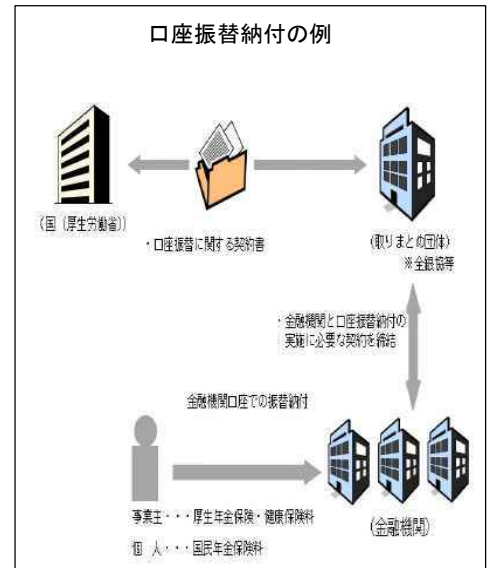 口座振替納付の例
(国（厚生労働省）)
・口座振替に関する契約書
(取りまとめ団体)
※全銀協等
・金融機関と口座振替納付の
実施に必要な契約を締結
金融機関口座での振替納付
事業主・・・厚生年金保険・健康保険料
個　人・・・国民年金保険料
(金融機関)